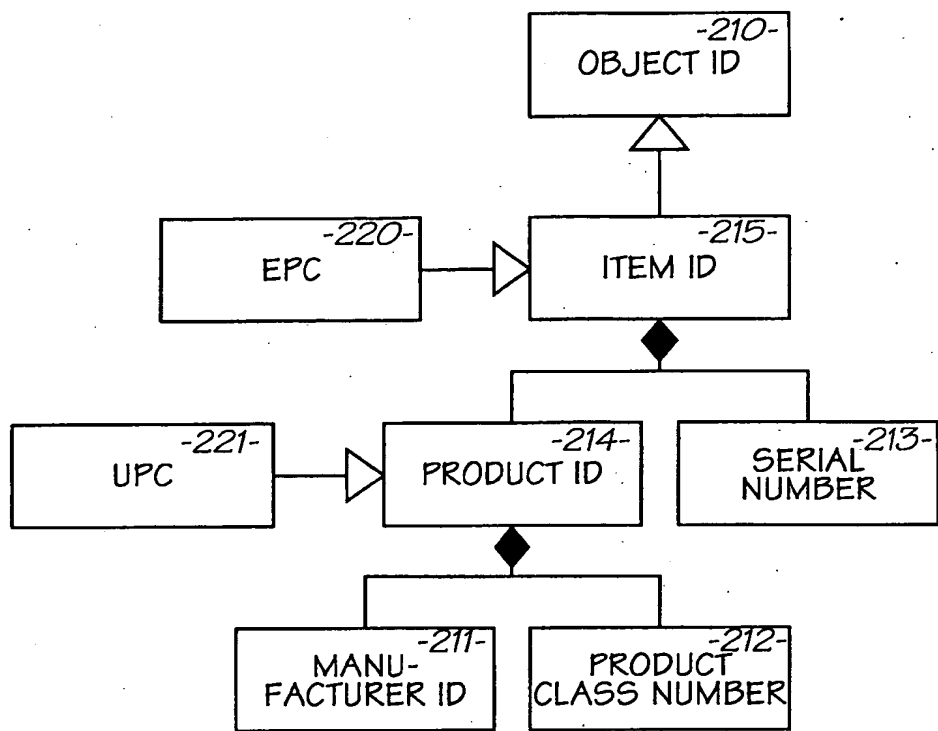 -210-
OBJECT ID
-220-
EPC
-215-
ITEM ID
-221-
UPC
-214-
PRODUCT ID
-213-
SERIAL
NUMBER
-211-
MANU-
FACTURER ID
-212-
PRODUCT
CLASS NUMBER